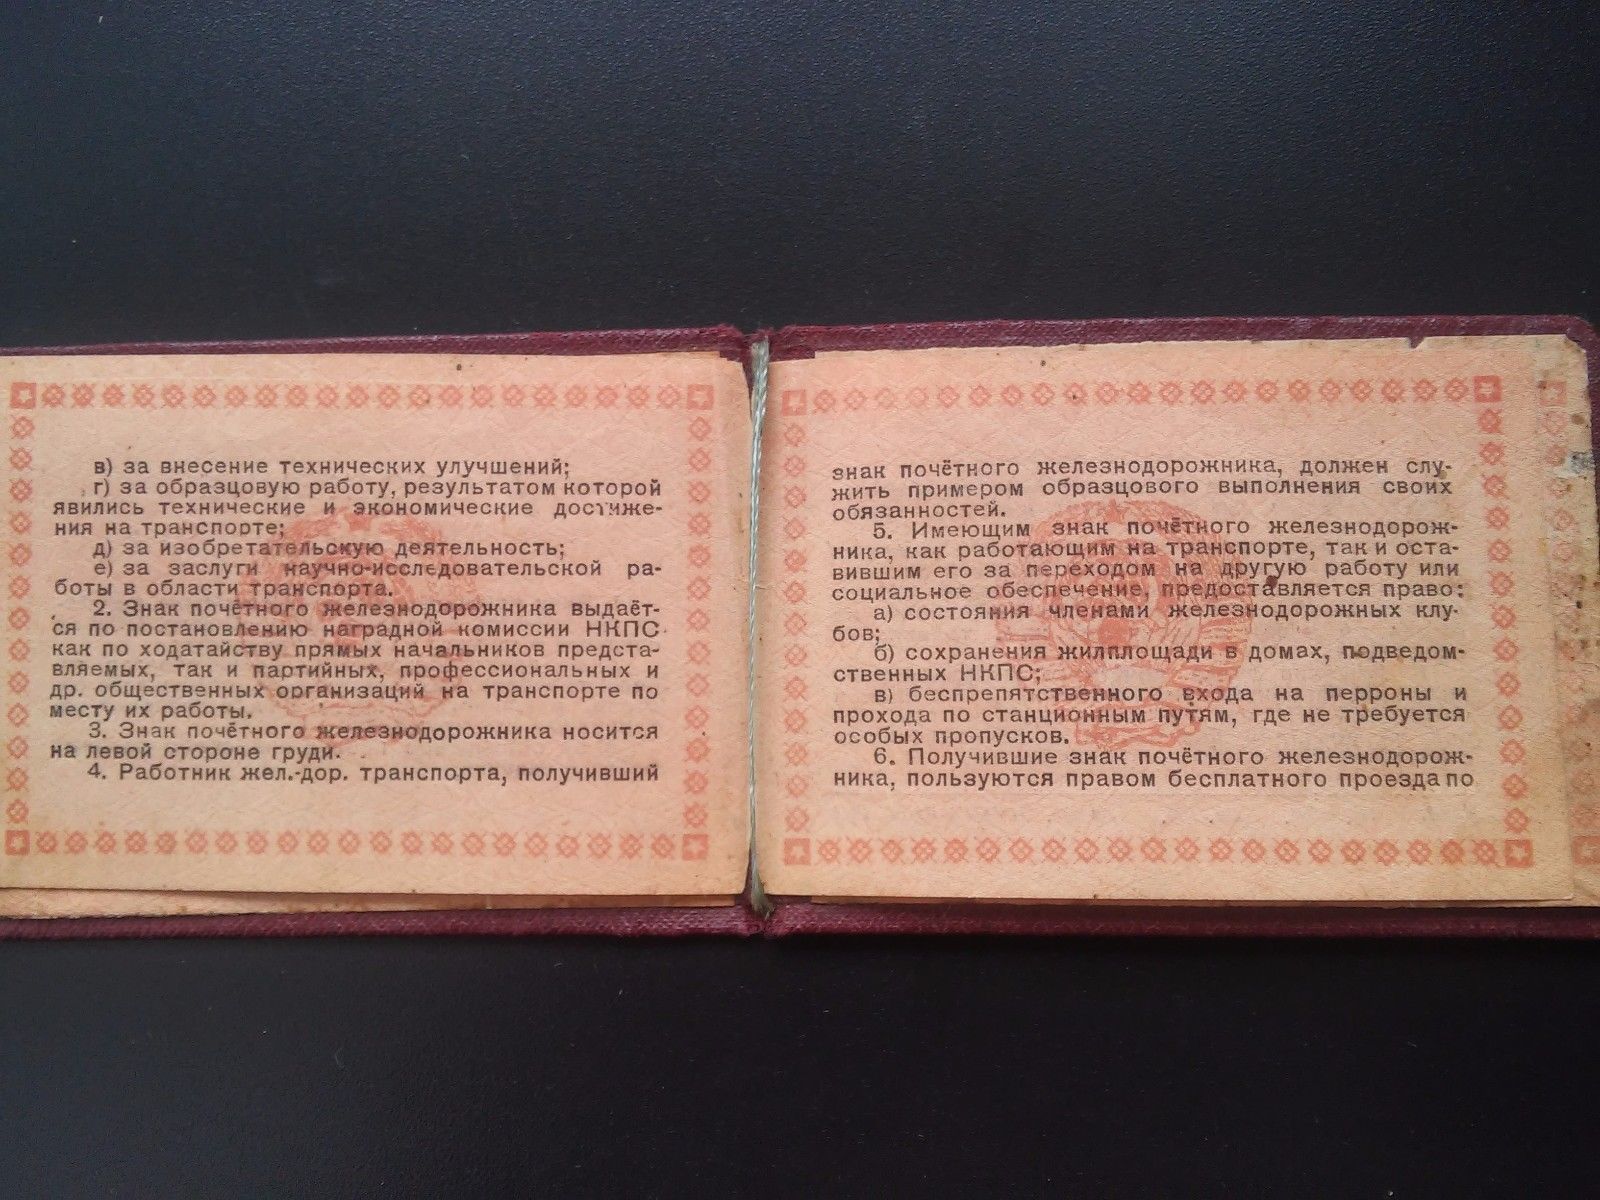 в) за внесение технических улучшений;
г) за образцовую работу, результатом которой
явились технические и экономические достиже-
ния на транспорте;
д) за изобретательскую деятельность;
е) за заслуги научно-исследовательской ра-
боты в области транспорта.
2. Знак почётного железнодорожника выдаёт-
ся по постановлению наградной комиссии НКПС
как по ходатайству прямых начальников предста-
вляемых, так и партийных, профессиональных и
др. общественных организаций на транспорте по
месту их работы.
3. Знак почётного железнодорожника носится
на левой стороне груди.
4. Работник жел.-дор. транспорта, получивший
знак почётного железнодорожника, должен слу-
жить примером образцового выполнения своих
обязанностей.
5. Имеющим знак почётного железнодорож-
ника, как работающим на транспорте, так и оста-
вившим его за переходом на другую работу или
социальное обеспечение, предоставляется право:
а) состояния членами железнодорожных клу-
бов;
б) сохранения жилплощади в домах, подведом-
ственных НКПС;
в) беспрепятственного входа на перроны и
прохода по станционным путям, где не требуется
особых пропусков.
6. Получившие знак почётного железнодорож-
ника, пользуются правом бесплатного проезда по